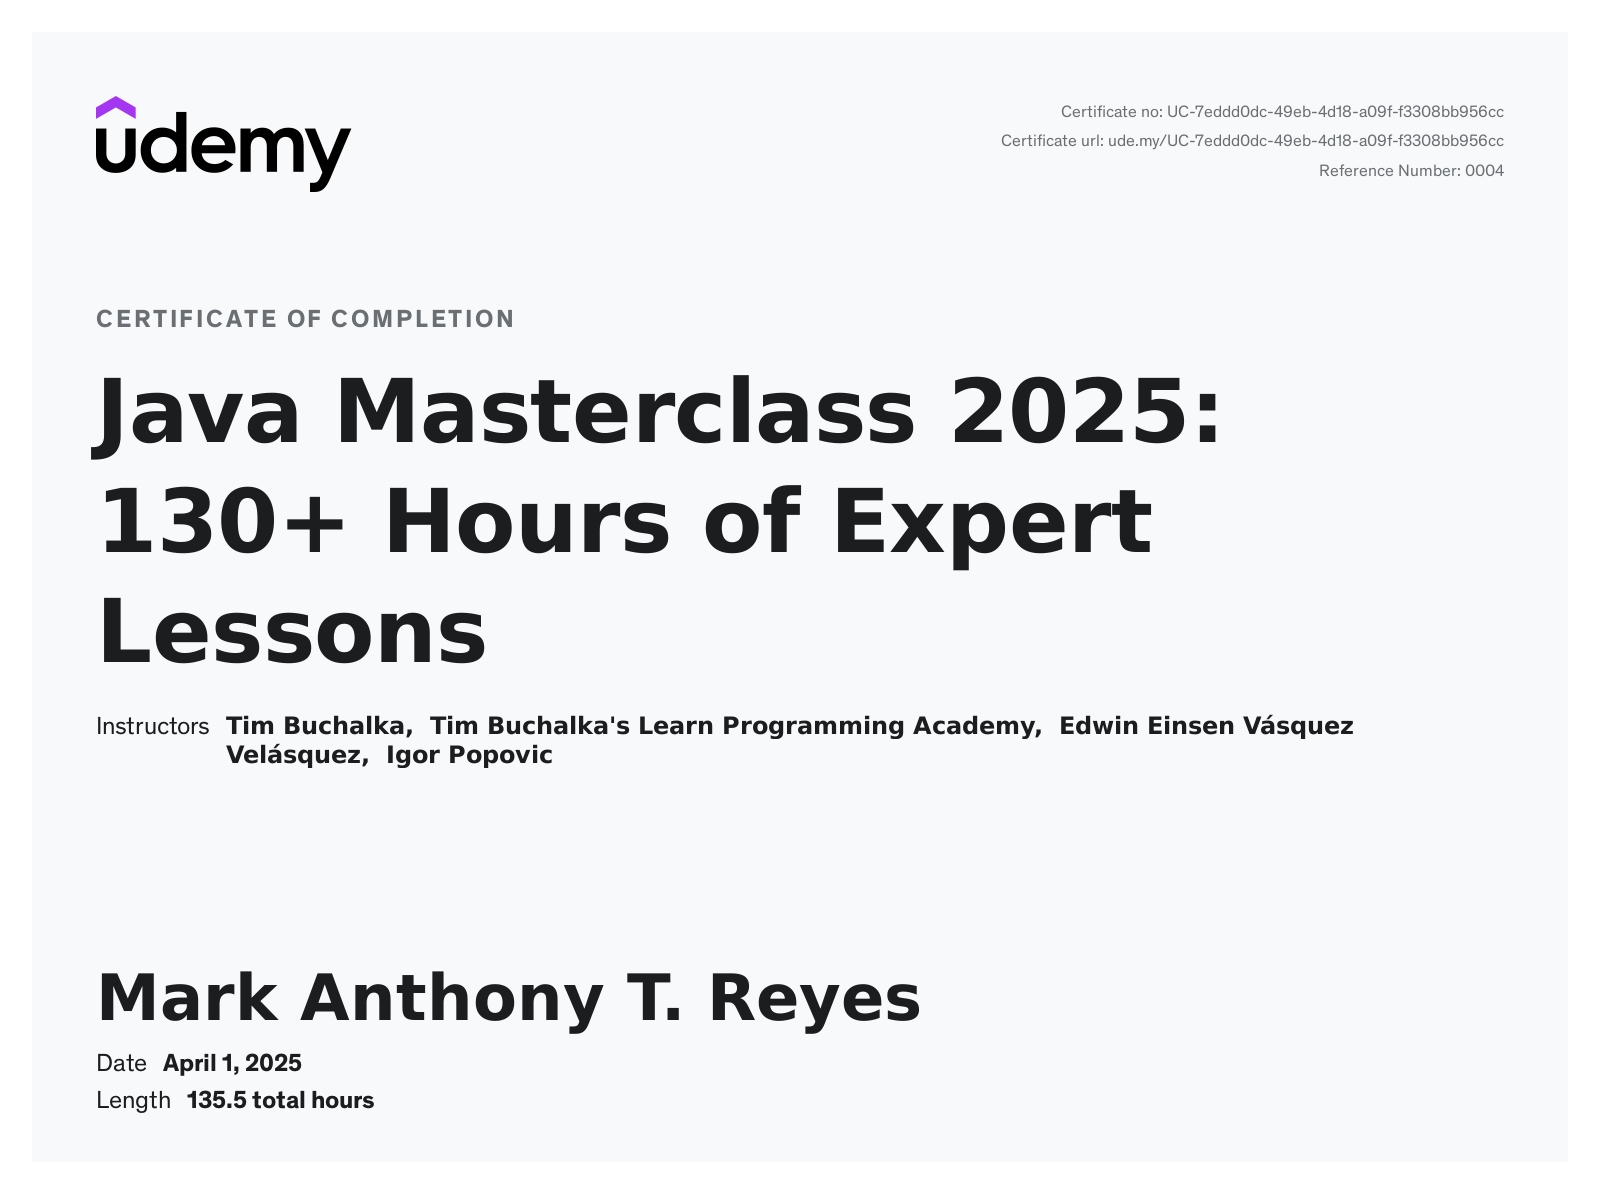 udemy
Certificate no: UC-7eddd0dc-49eb-4d18-a09f-f3308bb956cc
Certificate url: ude.my/UC-7eddd0dc-49eb-4d18-a09f-f3308bb956cc
Reference Number: 0004
CERTIFICATE OF COMPLETION
Java Masterclass 2025:
130+ Hours of Expert
Lessons
Instructors Tim Buchalka, Tim Buchalka's Learn Programming Academy, Edwin Einsen Vásquez
Velásquez, Igor Popovic
Mark Anthony T. Reyes
Date April 1, 2025
Length 135.5 total hours